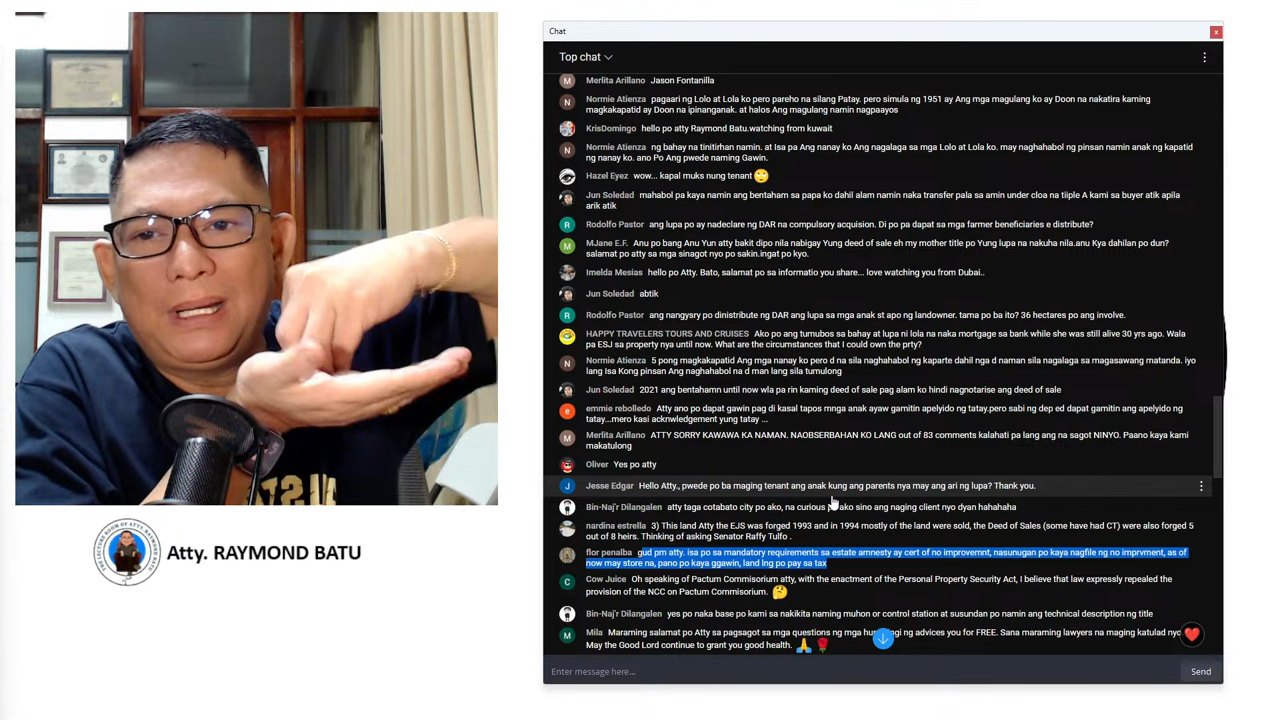 Chat
Top chat
Merlita Arillano Jason Fontanilla
Normie Atienza pagaari ng Lolo at Lola ko pero pareho na silang Patay. pero simula ng 1951 ay Ang mga magulang ko ay Doon na nakatira kaming
magkakapatid ay Doon na ipinanganak. at halos Ang magulang namin nagpaayos
KrisDomingo hello po atty Raymond Batu.watching from kuwait
Normie Atienza ng bahay na tinitirhan namin. at Isa pa Ang nanay ko Ang nagalaga sa mga Lolo at Lola ko. may naghahabol ng pinsan namin anak ng kapatid
ng nanay ko. ano Po Ang pwede naming Gawin.
Hazel Eyez wow... kapal muks nung tenant 🙄
Jun Soledad mahabol pa kaya namin ang bentaham sa papa ko dahil alam namin naka transfer pala sa amin under cloa na tiiple A kami sa buyer atik apila
arik atik
Rodolfo Pastor ang lupa po ay nadeclare ng DAR na compulsory acquision. Di po pa dapat sa mga farmer beneficiaries e distribute?
MJane E.F. Anu po bang Anu Yun atty bakit dipo nila nabigay Yung deed of sale eh my mother title po Yung lupa na nakuha nila.anu Kya dahilan po dun?
salamat po atty sa mga sinagot nyo po sakin.ingat po kyo.
Imelda Mesias hello po Atty. Bato, salamat po sa informatio you share... love watching you from Dubai..
Jun Soledad abtik
Rodolfo Pastor ang nangysry po dinistribute ng DAR ang lupa sa mga anak st apo ng landowner. tama po ba ito? 36 hectares po ang involve.
HAPPY TRAVELERS TOURS AND CRUISES Ako po ang tumubos sa bahay at lupa ni lola na naka mortgage sa bank while she was still alive 30 yrs ago. Wala
pa ESJ sa property nya until now. What are the circumstances that I could own the prty?
Normie Atienza 5 pong magkakapatid Ang mga nanay ko pero d na sila naghahabol ng kaparte dahil nga d naman sila nagalaga sa magasawang matanda. iyo
lang Isa Kong pinsan Ang naghahabol na d man lang sila tumulong
Jun Soledad 2021 ang bentahamn until now wla pa rin kaming deed of sale pag alam ko hindi nagnotarise ang deed of sale
emmie rebolledo Atty ano po dapat gawin pag di kasal tapos mga anak ayaw gamitin apelyido ng tatay.pero sabi ng dep ed dapat gamitin ang apelyido ng
tatay...mero kasi acknwledgement yung tatay ...
Merlita Arillano ATTY SORRY KAWAWA KA NAMAN. NAOBSERBAHAN KO LANG out of 83 comments kalahati pa lang ang na sagot NINYO. Paano kaya kami
makatulong
Oliver Yes po atty
Jesse Edgar Hello Atty., pwede po ba maging tenant ang anak kung ang parents nya may ang ari ng lupa? Thank you.
Bin-Naj'r Dilangalen atty taga cotabato city po ako, na curious po ako sino ang naging client nyo dyan hahahaha
nardina estrella 3) This land Atty the EJS was forged 1993 and in 1994 mostly of the land were sold, the Deed of Sales (some have had CT) were also forged 5
out of 8 heirs. Thinking of asking Senator Raffy Tulfo .
flor penalba gud pm atty. isa po sa mandatory requirements sa estate amnesty ay cert of no improvemnt, nasunugan po kaya nagfile ng no imprvment, as of
now may store na, pano po kaya ggawin, land lng po pay sa tax
Cow Juice Oh speaking of Pactum Commisorium atty, with the enactment of the Personal Property Security Act, I believe that law expressly repealed the
provision of the NCC on Pactum Commisorium. 🤔
Bin-Naj'r Dilangalen yes po naka base po kami sa nakikita naming muhon or control station at susundan po namin ang technical description ng title
Mila Maraming salamat po Atty sa pagsagot sa mga questions ng mga ng advices you for FREE. Sana maraming lawyers na maging katulad nyo
May the Good Lord continue to grant you good health. 🙏🌹
Enter message here...
Send
Atty. RAYMOND BATU